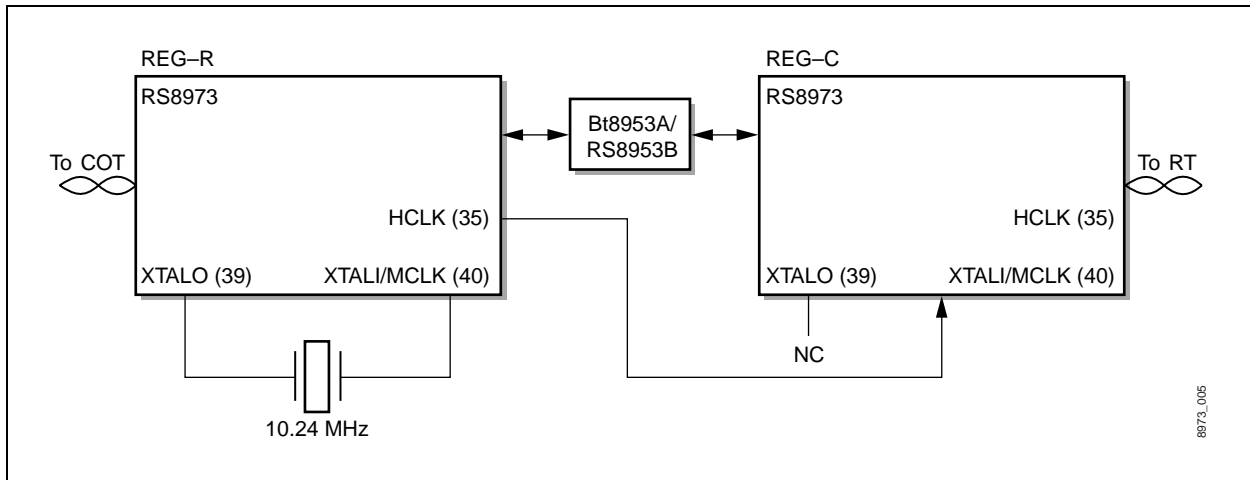 REG–R
RS8973
To COT
HCLK (35)
XTALO (39)
XTALI/MCLK (40)
10.24 MHz
Bt8953A/
RS8953B
REG–C
RS8973
To RT
HCLK (35)
XTALO (39)
XTALI/MCLK (40)
NC
8973_005